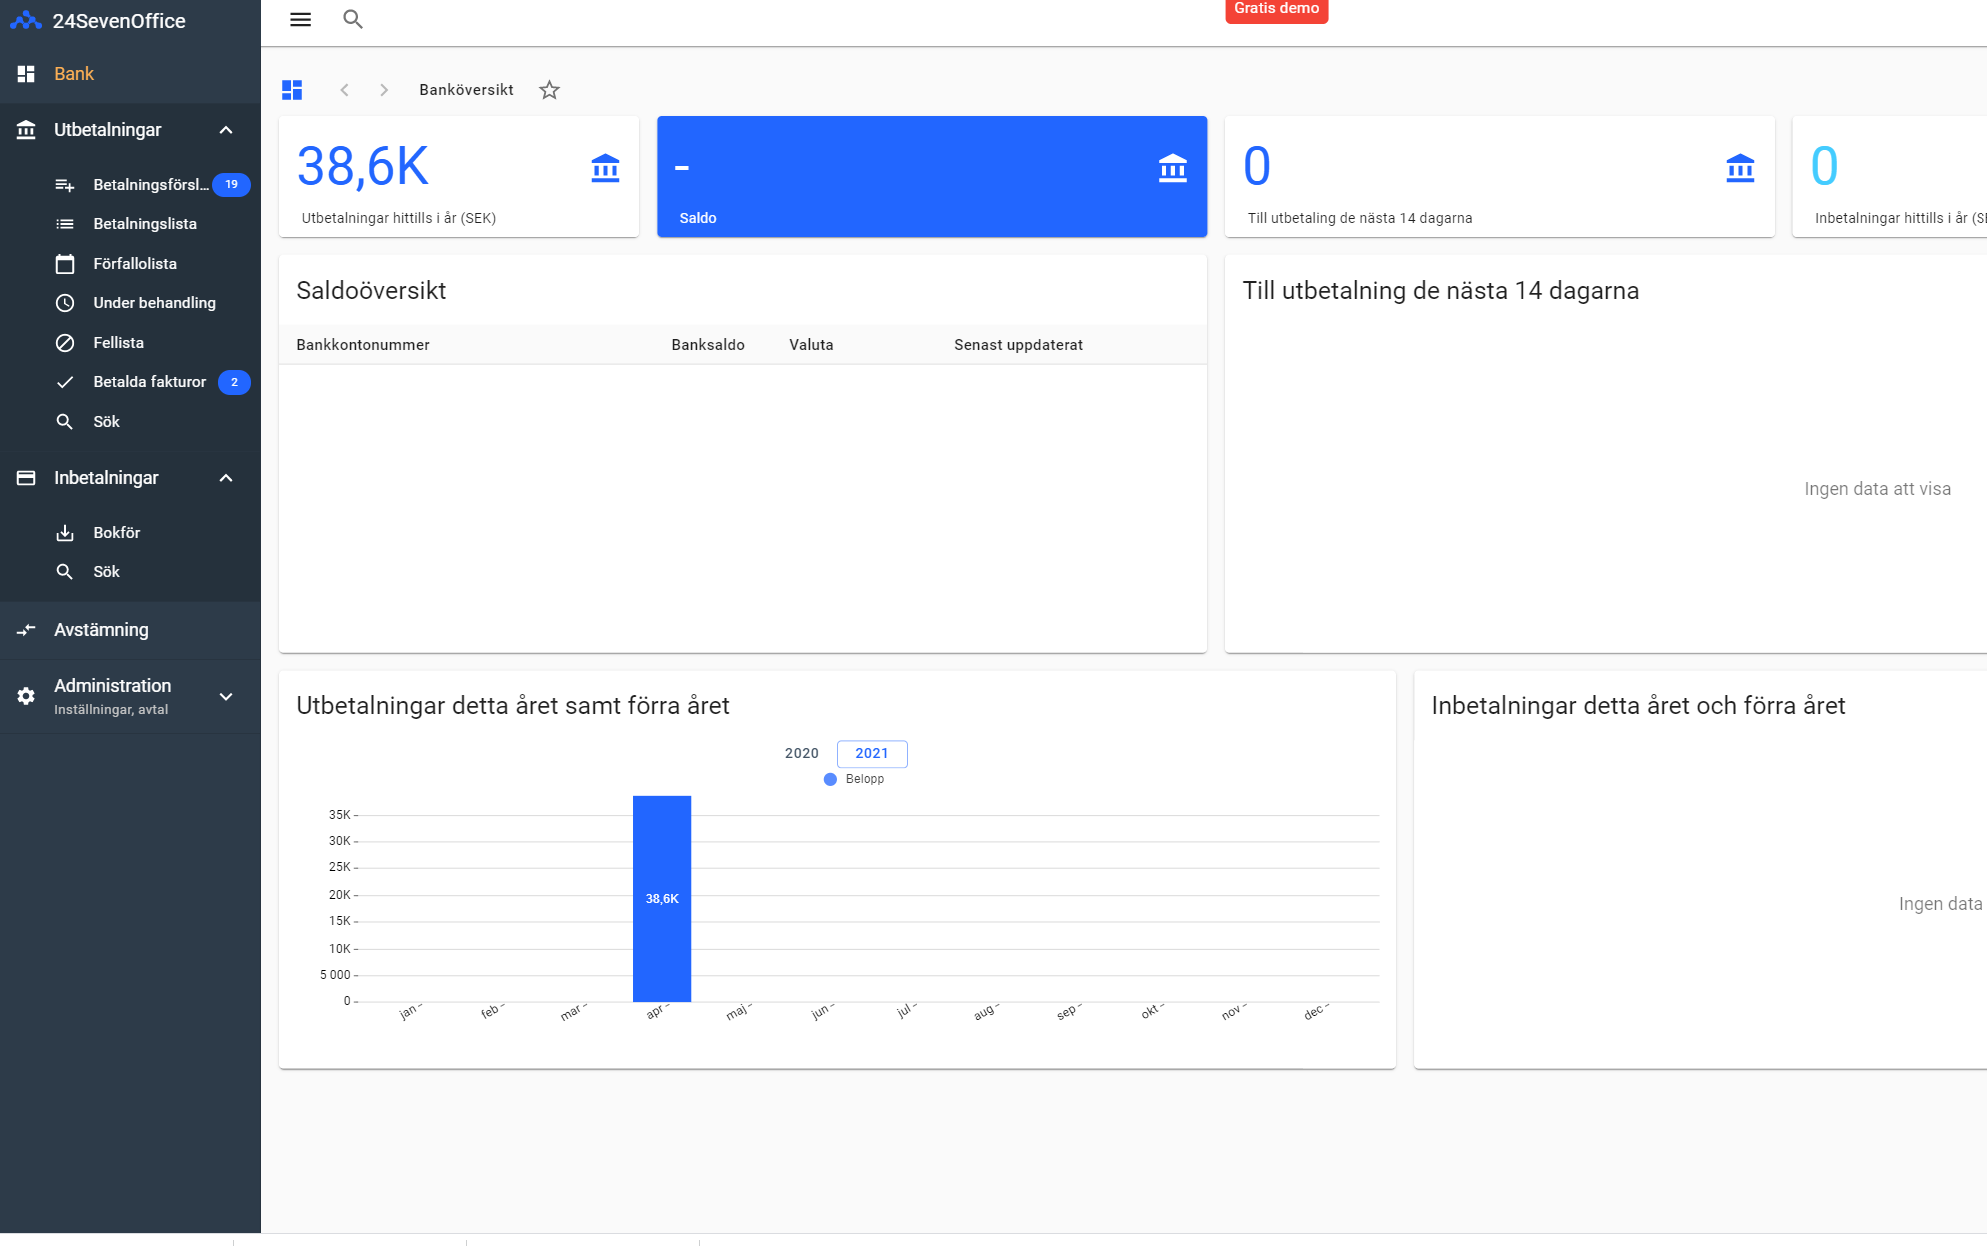 24SevenOffice
Gratis demo
Bank
Banköversikt
Utbetalningar
Betalningsförsl... 19
Betalningslista
Förfallolista
Under behandling
Fellista
Betalda fakturor 2
Sök
Inbetalningar
Bokför
Sök
Avstämning
Administration
Inställningar, avtal
38,6K
Utbetalningar hittills i år (SEK)
-
Saldo
0
Till utbetaling de nästa 14 dagarna
0
Inbetalningar hittills i år (SE
Saldoöversikt
Bankkontonummer Banksaldo Valuta Senast uppdaterat
Till utbetalning de nästa 14 dagarna
Ingen data att visa
Utbetalningar detta året samt förra året
2020 2021
Belopp
35K
30K
25K
20K
15K
10K
5 000
0
38,6K
jan feb mar apr maj jun jul aug sep okt nov dec
Inbetalningar detta året och förra året
Ingen data